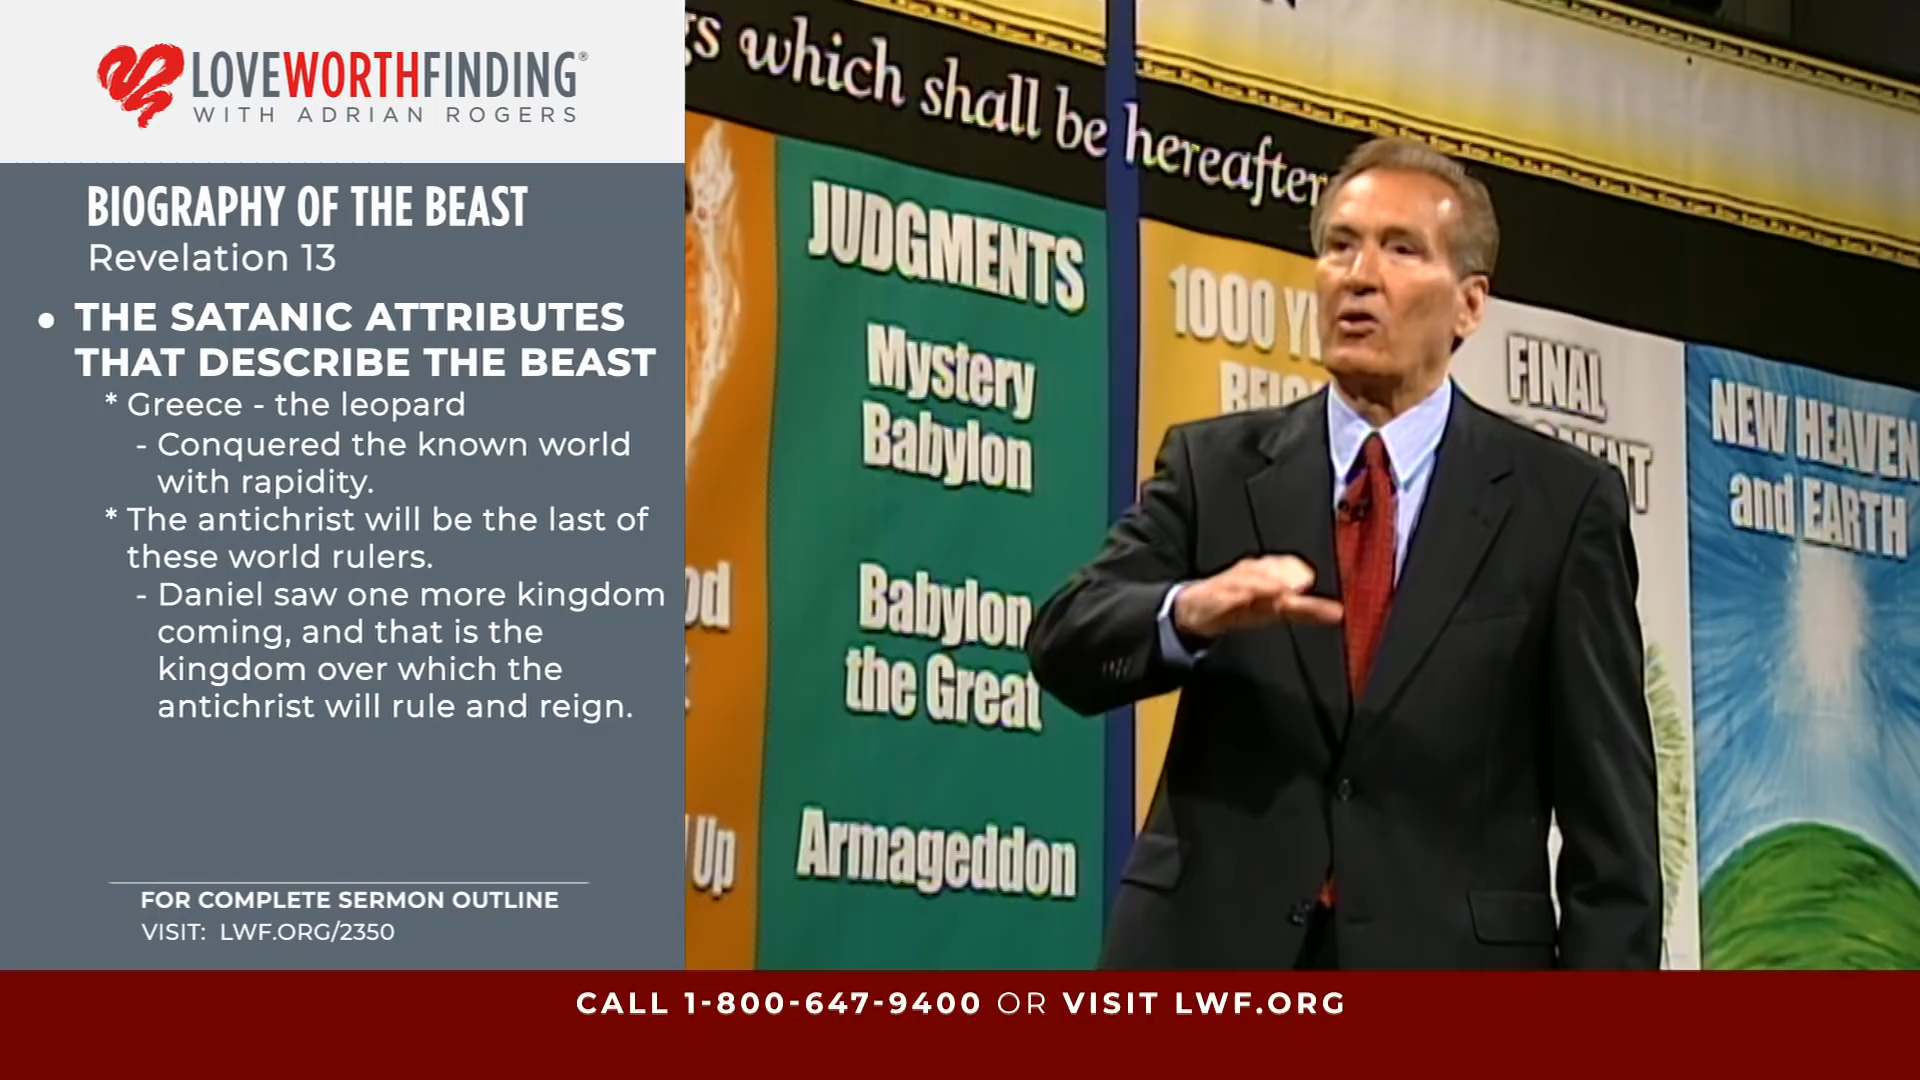 LOVEWORTHFINDING®
WITH ADRIAN ROGERS
BIOGRAPHY OF THE BEAST
Revelation 13
• THE SATANIC ATTRIBUTES
THAT DESCRIBE THE BEAST
* Greece - the leopard
- Conquered the known world
with rapidity.
* The antichrist will be the last of
these world rulers.
- Daniel saw one more kingdom
coming, and that is the
kingdom over which the
antichrist will rule and reign.
FOR COMPLETE SERMON OUTLINE
VISIT: LWF.ORG/2350
which shall be hereafter
JUDGMENTS
Mystery
Babylon
Babylon
the Great
Armageddon
Up
1000
FINAL
NEW HEAVEN
and EARTH
CALL 1-800-647-9400 OR VISIT LWF.ORG